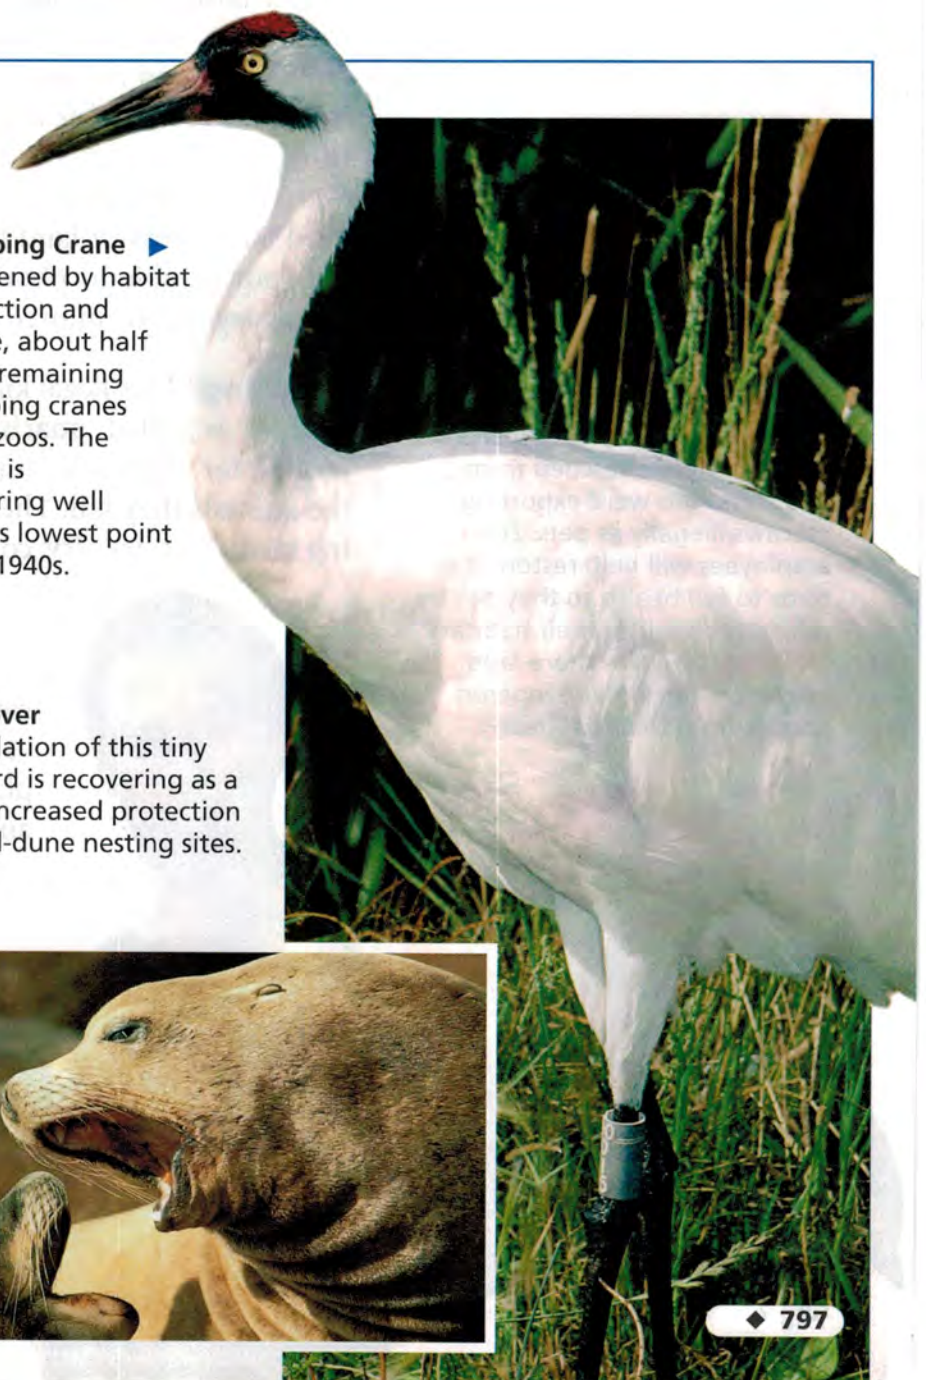 ping Crane ►
ened by habitat
ction and
e, about half
remaining
ping cranes
zoos. The
is
ring well
s lowest point
1940s.
ver
lation of this tiny
rd is recovering as a
ncreased protection
d-dune nesting sites.
◆ 797